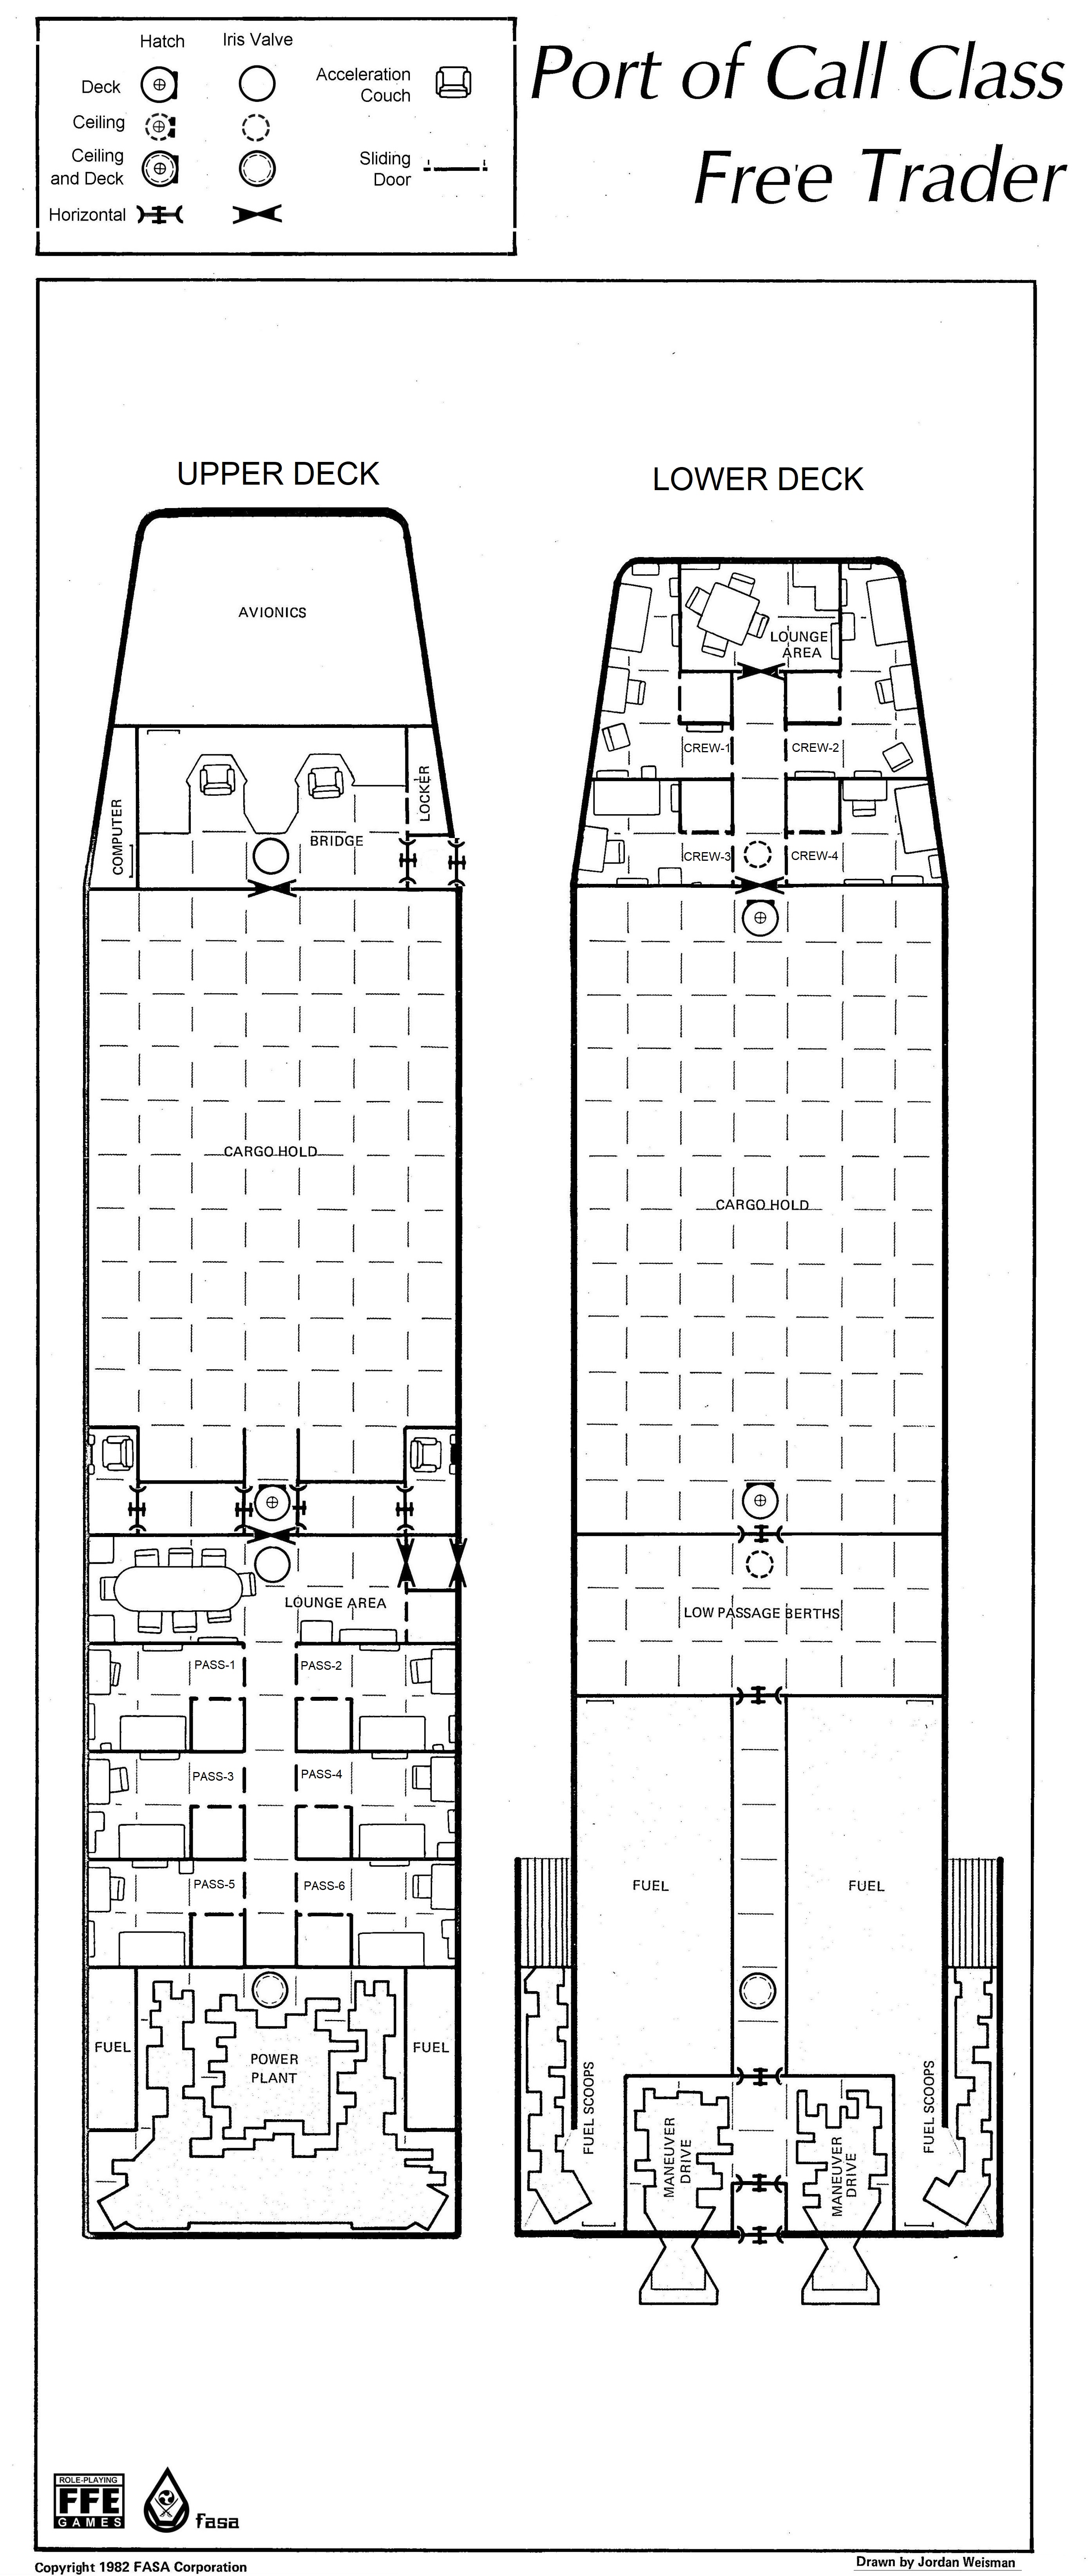 Hatch
Iris Valve
Deck
Acceleration
Couch
Ceiling
Ceiling
and Deck
Sliding
Door
Horizontal
Port of Call Class
Free Trader
UPPER DECK
LOWER DECK
AVIONICS
LOUNGE
AREA
CREW-1
CREW-2
COMPUTER
BRIDGE
LOCKER
CREW-3
CREW-4
CARGO HOLD
CARGO HOLD
LOUNGE AREA
LOW PASSAGE BERTHS
PASS-1
PASS-2
PASS-3
PASS-4
PASS-5
PASS-6
FUEL
FUEL
FUEL
FUEL
POWER
PLANT
FUEL SCOOPS
MANEUVER
DRIVE
MANEUVER
DRIVE
FUEL SCOOPS
ROLE-PLAYING
FFE
GAMES
fasa
Copyright 1982 FASA Corporation
Drawn by Jordan Weisman